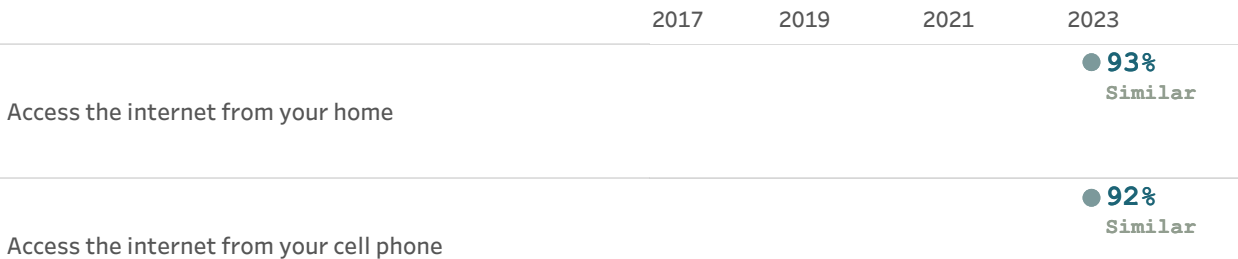 2017 2019 2021 2023
93%
Similar
Access the internet from your home
92%
Similar
Access the internet from your cell phone